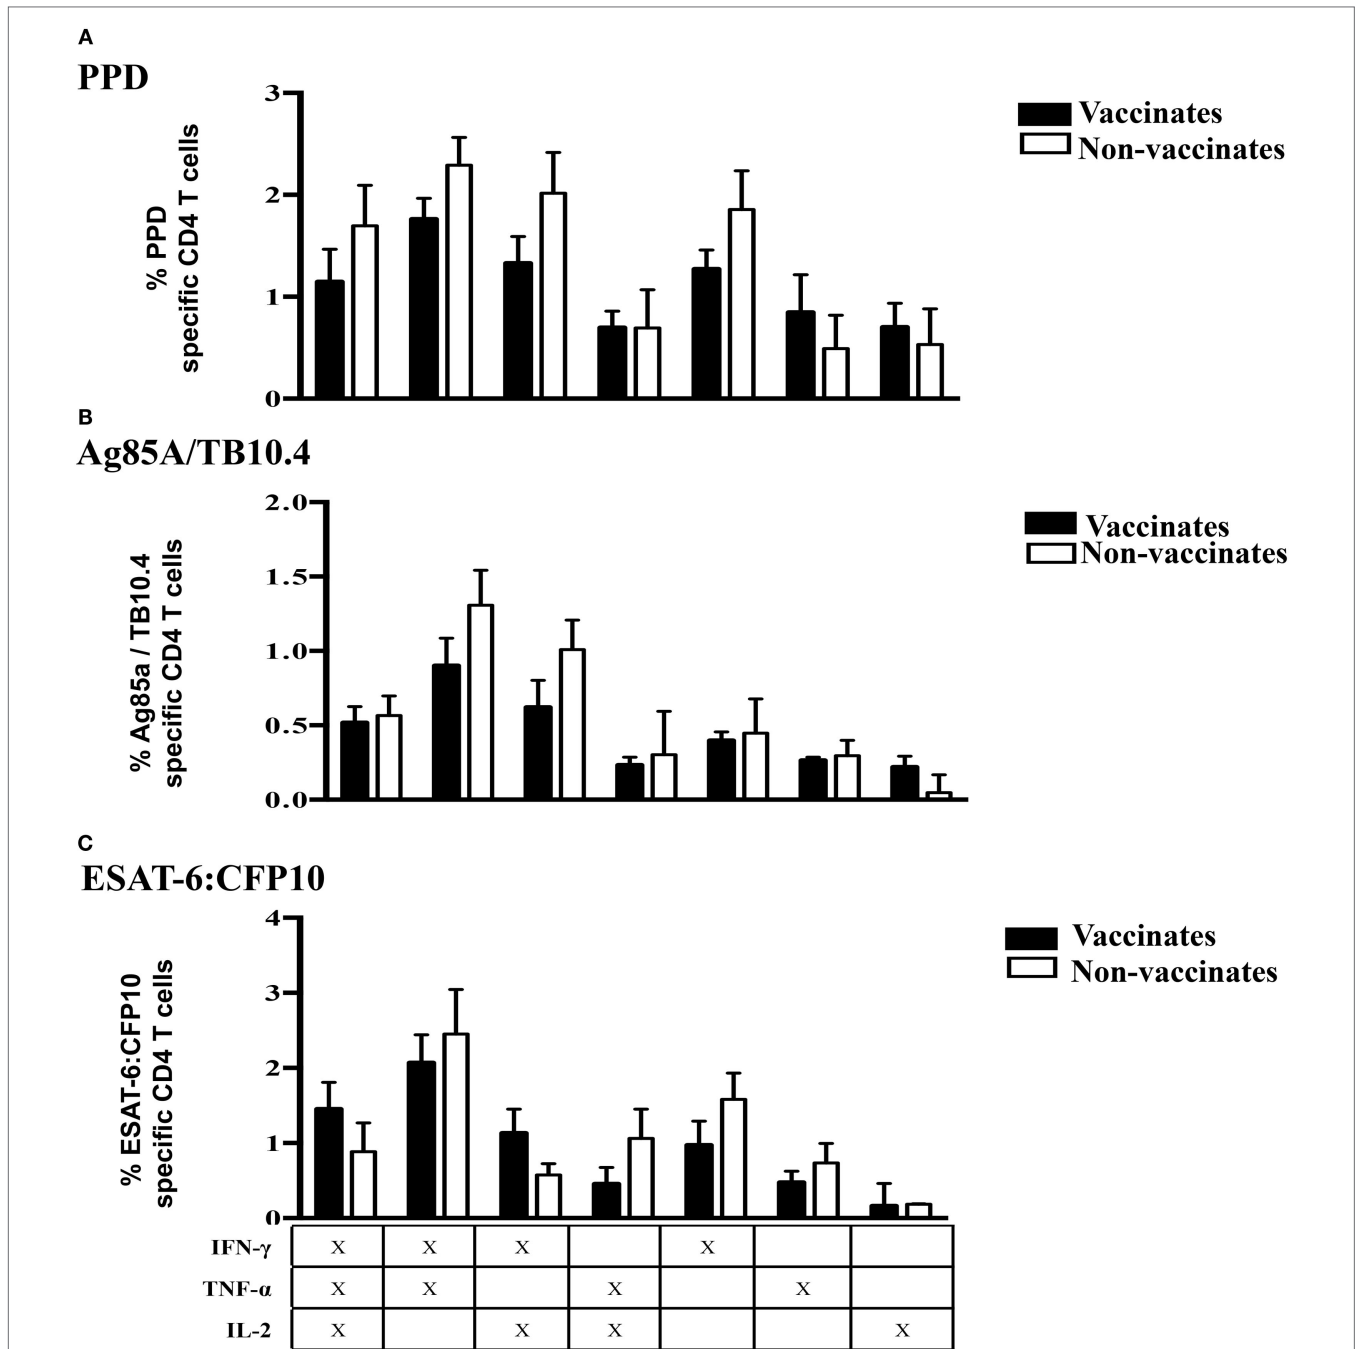 A
PPD
3
2
1
0
% PPD
specific CD4 T cells
Vaccinates
Non-vaccinates
B
Ag85A/TB10.4
2.0
1.5
1.0
0.5
0.0
% Ag85a / TB10.4
specific CD4 T cells
Vaccinates
Non-vaccinates
C
ESAT-6:CFP10
4
3
2
1
0
% ESAT-6:CFP10
specific CD4 T cells
Vaccinates
Non-vaccinates
IFN-γ X X X X
TNF-α X X X X
IL-2 X X X X